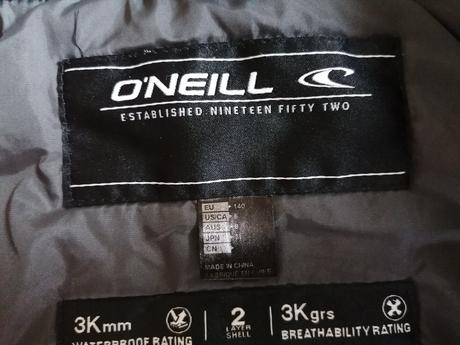 O'NEILL
ESTABLISHED NINETEEN FIFTY TWO
EU 140
US/CA
AUS
JPN
CN
MADE IN CHINA
3Kmm
WATERPROOF RATING
2
LAYER
SHELL
3Kgrs
BREATHABILITY RATING